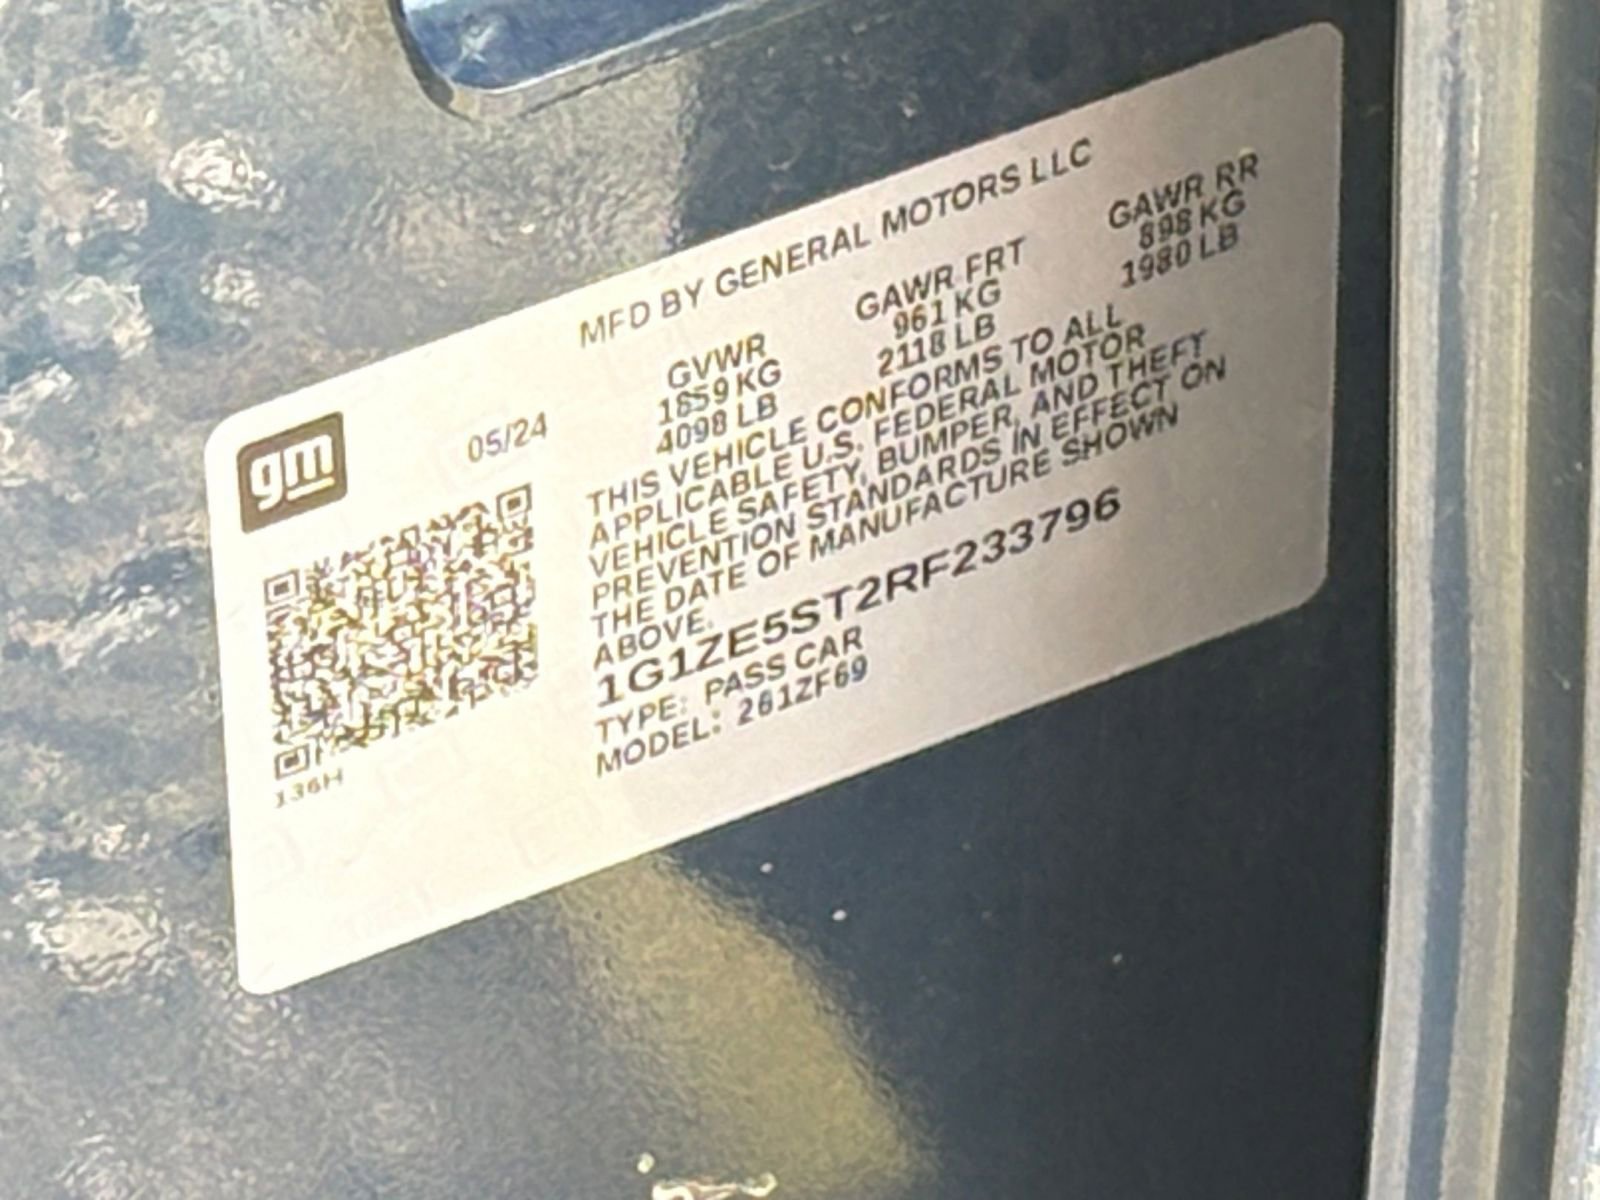 MFD BY GENERAL MOTORS LLC
gm
05/24
GVWR GAWR FRT GAWR RR
1859 KG 961 KG 898 KG
4098 LB 2118 LB 1980 LB
THIS VEHICLE CONFORMS TO ALL
APPLICABLE U.S. FEDERAL MOTOR
VEHICLE SAFETY, BUMPER, AND THEFT
PREVENTION STANDARDS IN EFFECT ON
THE DATE OF MANUFACTURE SHOWN
ABOVE.
1G1ZE5ST2RF233796
TYPE: PASS CAR
MODEL: 261ZF69
136H